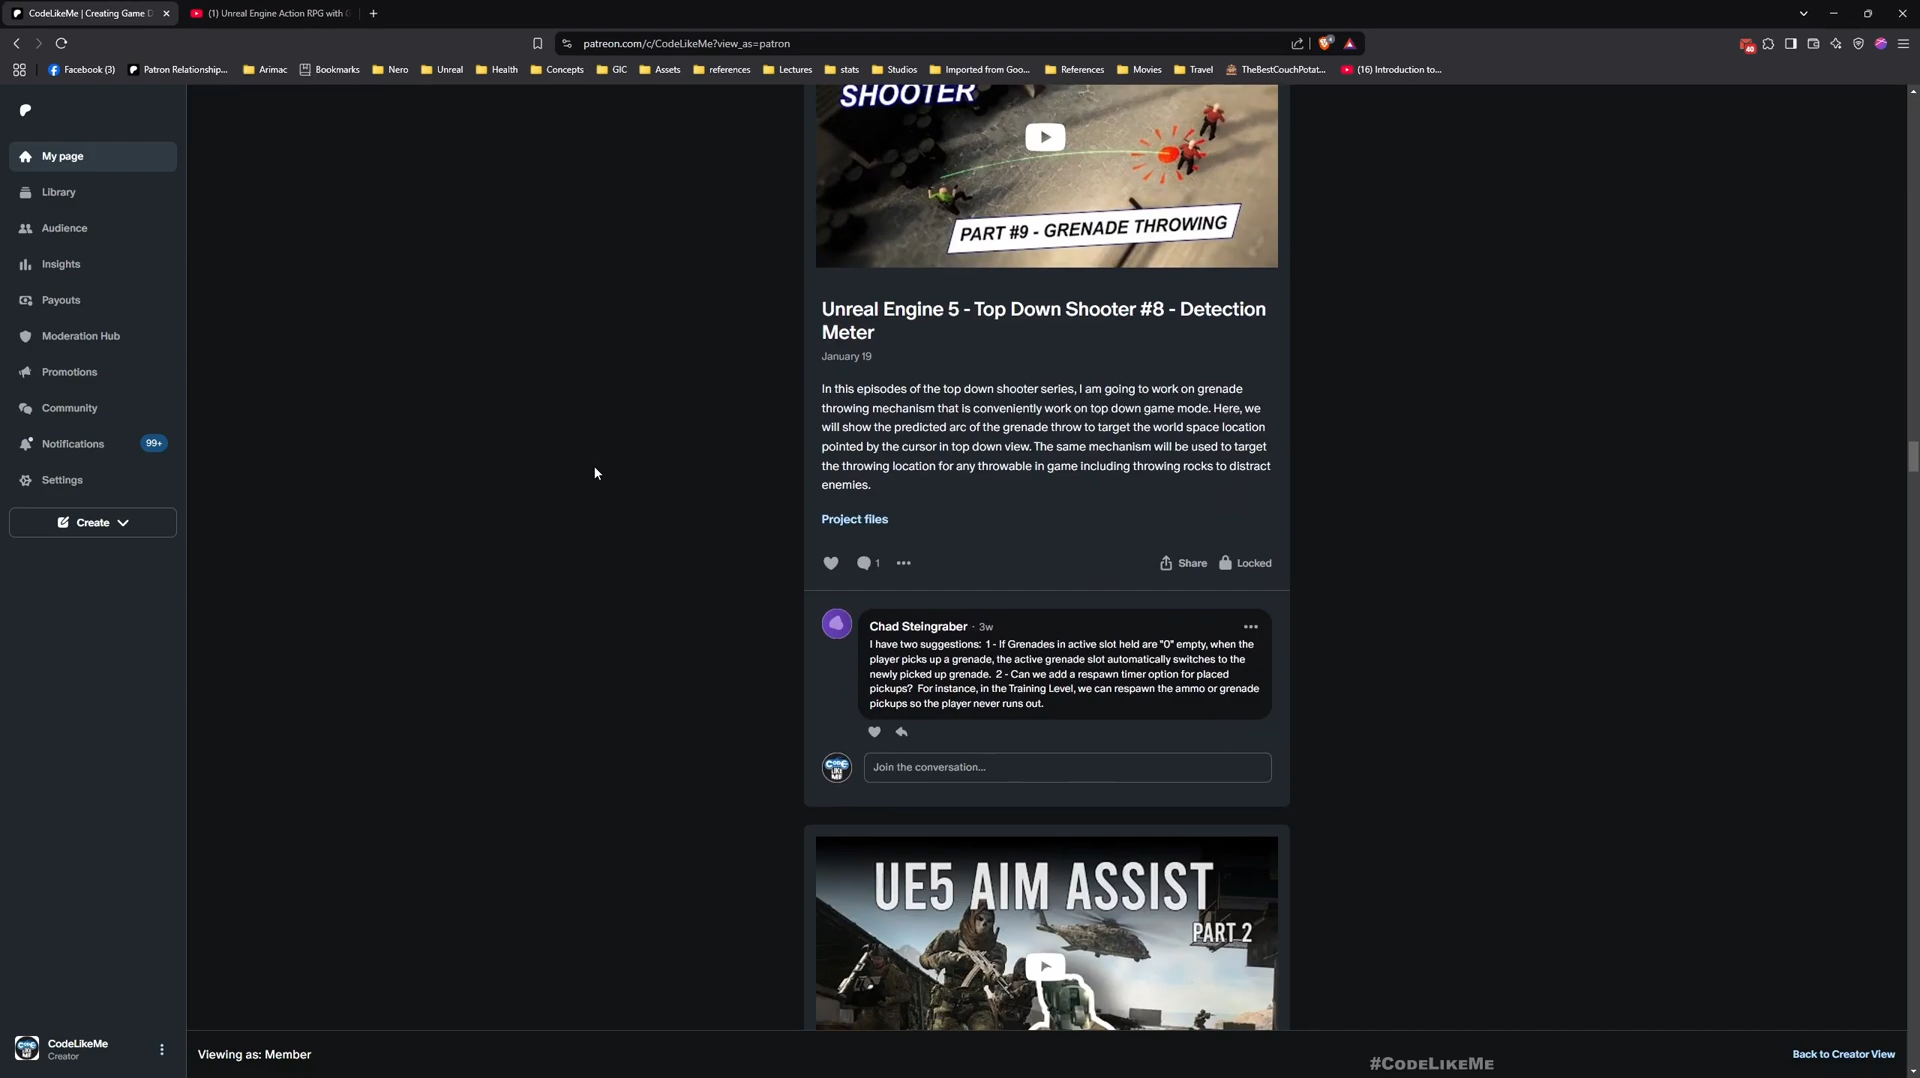 CodeLikeMe | Creating Game D
(1) Unreal Engine Action RPG with G
patreon.com/c/CodeLikeMe?view_as=patron
40
Facebook (3)
Patron Relationship...
Arimac
Bookmarks
Nero
Unreal
Health
Concepts
GIC
Assets
references
Lectures
stats
Studios
Imported from Goo...
References
Movies
Travel
TheBestCouchPotat...
(16) Introduction to...
My page
Library
Audience
Insights
Payouts
Moderation Hub
Promotions
Community
Notifications
99+
Settings
Create
SHOOTER
PART #9 - GRENADE THROWING
Unreal Engine 5 - Top Down Shooter #8 - Detection
Meter
January 19
In this episodes of the top down shooter series, I am going to work on grenade
throwing mechanism that is conveniently work on top down game mode. Here, we
will show the predicted arc of the grenade throw to target the world space location
pointed by the cursor in top down view. The same mechanism will be used to target
the throwing location for any throwable in game including throwing rocks to distract
enemies.
Project files
1
Share
Locked
Chad Steingraber · 3w
I have two suggestions: 1 - If Grenades in active slot held are "0" empty, when the
player picks up a grenade, the active grenade slot automatically switches to the
newly picked up grenade. 2 - Can we add a respawn timer option for placed
pickups? For instance, in the Training Level, we can respawn the ammo or grenade
pickups so the player never runs out.
CODE
LIKE
ME
Join the conversation...
UE5 AIM ASSIST
PART 2
CodeLikeMe
Creator
Viewing as: Member
#CodeLikeMe
Back to Creator View